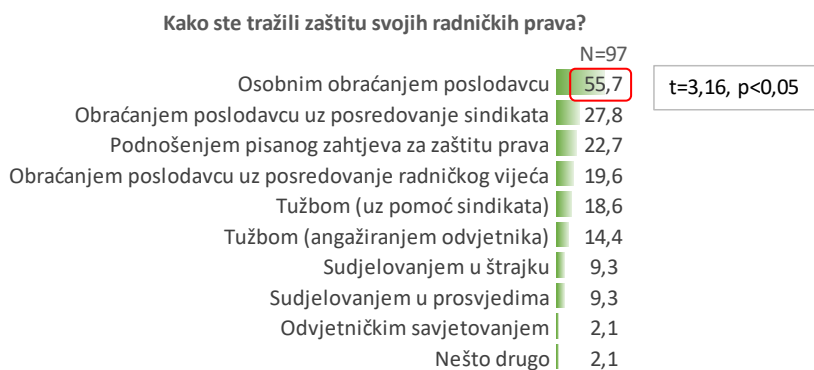 Kako ste tražili zaštitu svojih radničkih prava?
N=97
Osobnim obraćanjem poslodavcu 55,7
t=3,16, p<0,05
Obraćanjem poslodavcu uz posredovanje sindikata 27,8
Podnošenjem pisanog zahtjeva za zaštitu prava 22,7
Obraćanjem poslodavcu uz posredovanje radničkog vijeća 19,6
Tužbom (uz pomoć sindikata) 18,6
Tužbom (angažiranjem odvjetnika) 14,4
Sudjelovanjem u štrajku 9,3
Sudjelovanjem u prosvjedima 9,3
Odvjetničkim savjetovanjem 2,1
Nešto drugo 2,1